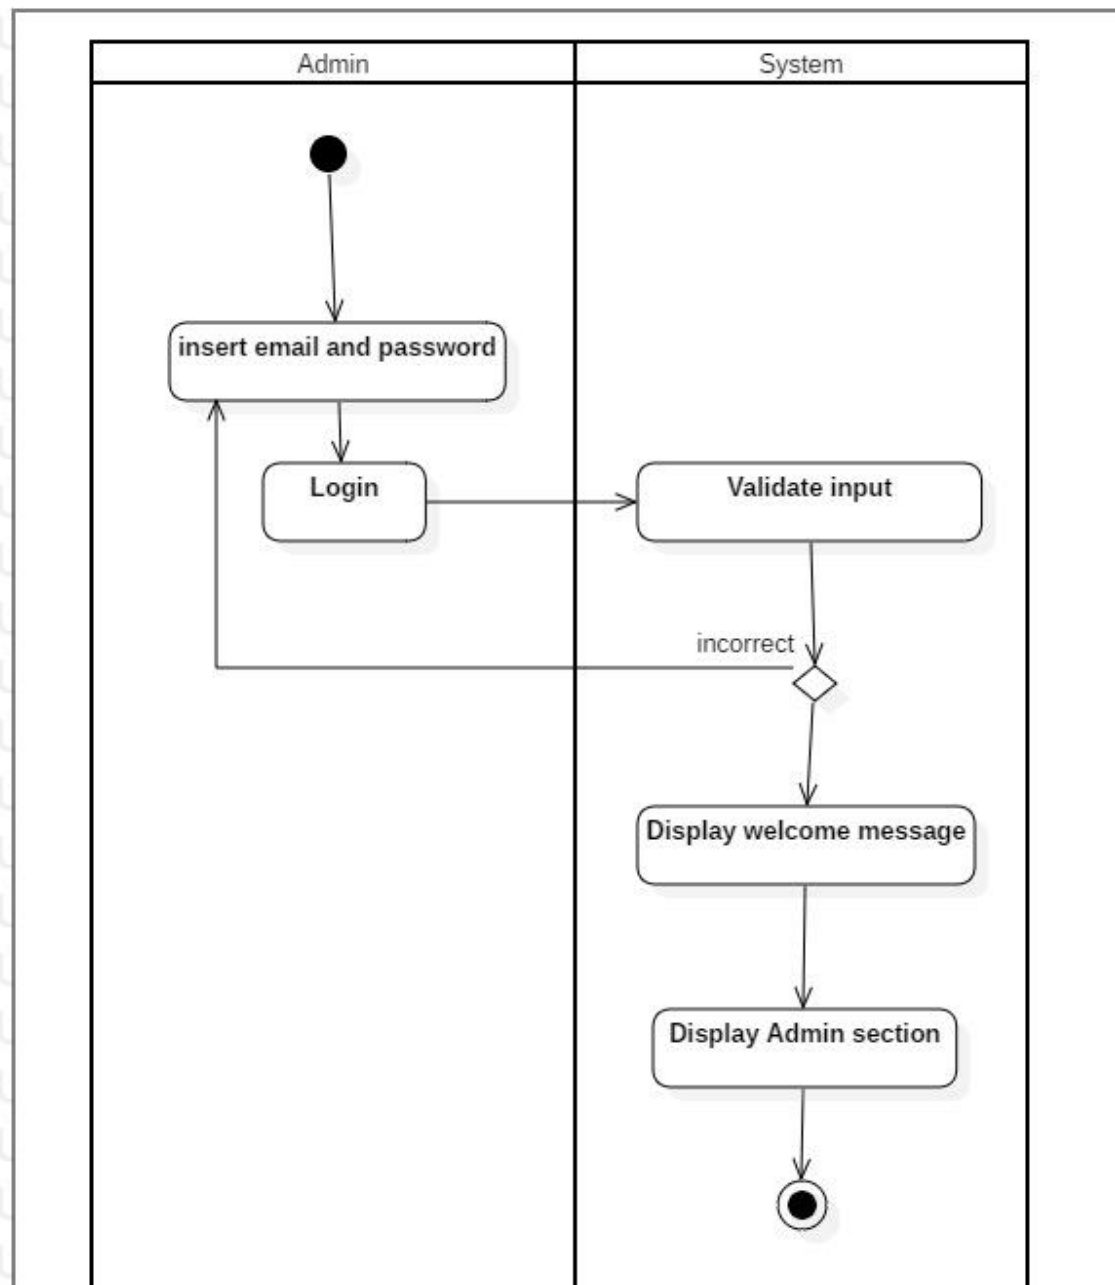 Admin
System
insert email and password
Login
Validate input
incorrect
Display welcome message
Display Admin section